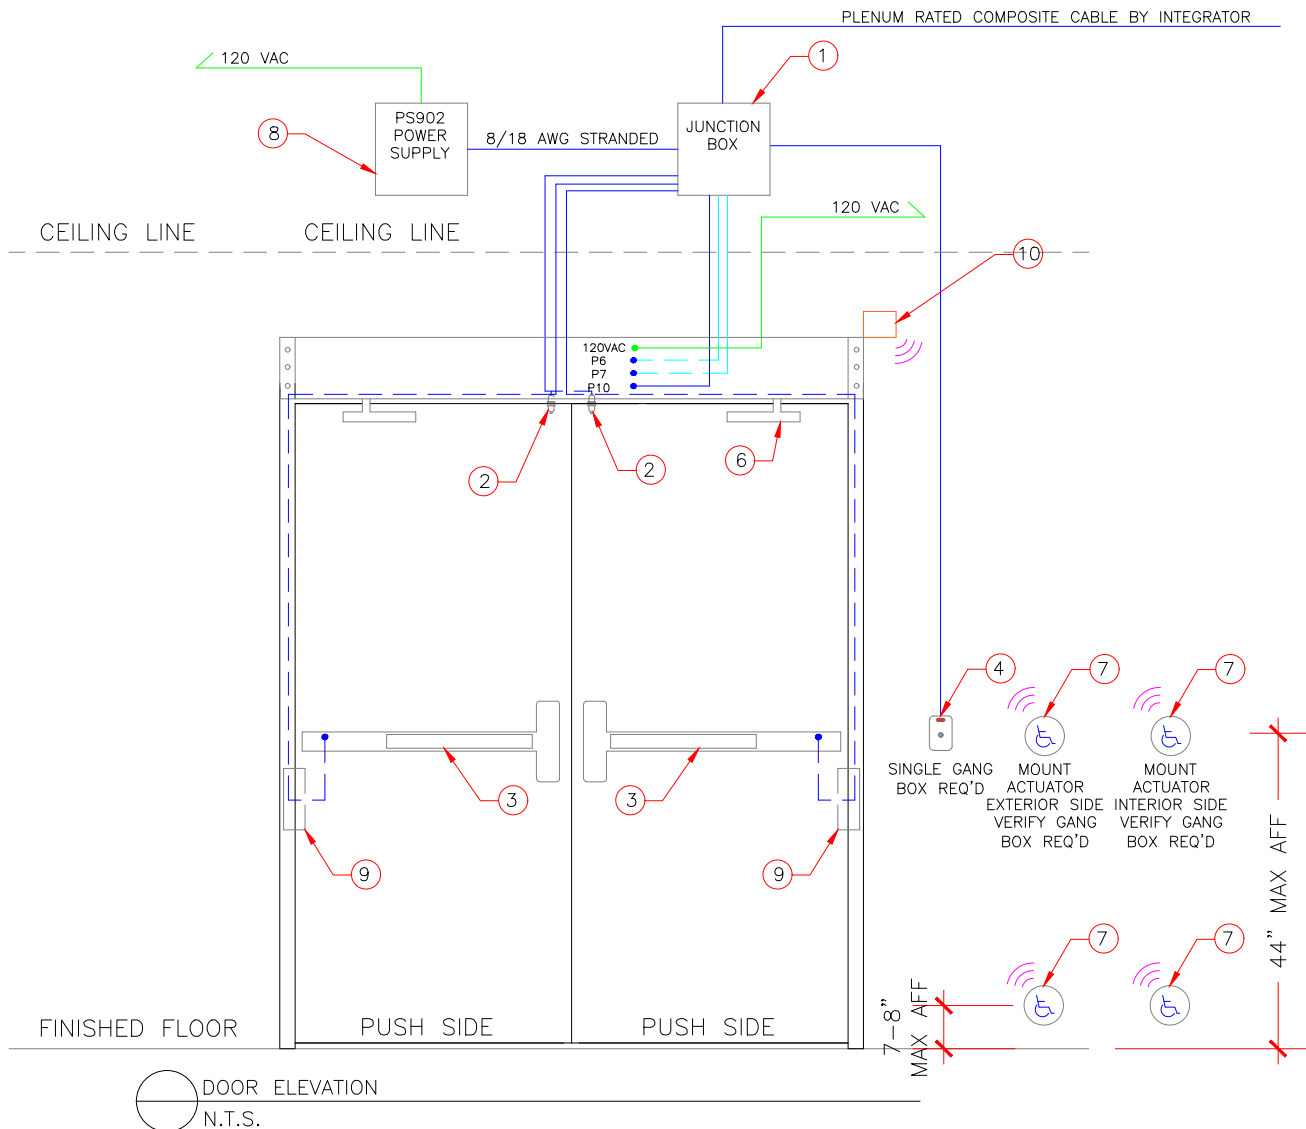 PLENUM RATED COMPOSITE CABLE BY INTEGRATOR
120 VAC
1
PS902
POWER
SUPPLY
8
8/18 AWG STRANDED
JUNCTION
BOX
120 VAC
CEILING LINE
CEILING LINE
10
120VAC
P6
P7
P10
2
2
6
4
7
7
SINGLE GANG
BOX REQ'D
MOUNT
ACTUATOR
EXTERIOR SIDE
VERIFY GANG
BOX REQ'D
MOUNT
ACTUATOR
INTERIOR SIDE
VERIFY GANG
BOX REQ'D
3
3
9
9
44" MAX AFF
7
7
7-8"
MAX AFF
FINISHED FLOOR
PUSH SIDE
PUSH SIDE
DOOR ELEVATION
N.T.S.